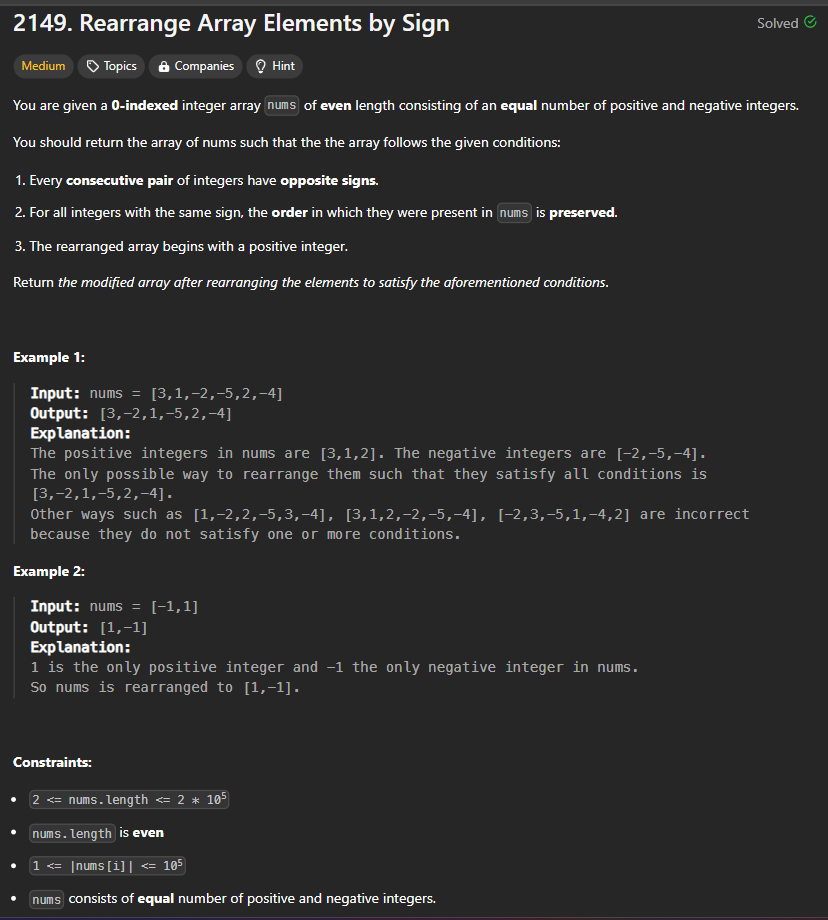 2149. Rearrange Array Elements by Sign
Solved
Medium Topics Companies Hint
You are given a 0-indexed integer array nums of even length consisting of an equal number of positive and negative integers.
You should return the array of nums such that the the array follows the given conditions:
1. Every consecutive pair of integers have opposite signs.
2. For all integers with the same sign, the order in which they were present in nums is preserved.
3. The rearranged array begins with a positive integer.
Return the modified array after rearranging the elements to satisfy the aforementioned conditions.
Example 1:
Input: nums = [3,1,-2,-5,2,-4]
Output: [3,-2,1,-5,2,-4]
Explanation:
The positive integers in nums are [3,1,2]. The negative integers are [-2,-5,-4].
The only possible way to rearrange them such that they satisfy all conditions is
[3,-2,1,-5,2,-4].
Other ways such as [1,-2,2,-5,3,-4], [3,1,2,-2,-5,-4], [-2,3,-5,1,-4,2] are incorrect
because they do not satisfy one or more conditions.
Example 2:
Input: nums = [-1,1]
Output: [1,-1]
Explanation:
1 is the only positive integer and -1 the only negative integer in nums.
So nums is rearranged to [1,-1].
Constraints:
• 2 <= nums.length <= 2 * 10⁵
• nums.length is even
• 1 <= |nums[i]| <= 10⁵
• nums consists of equal number of positive and negative integers.